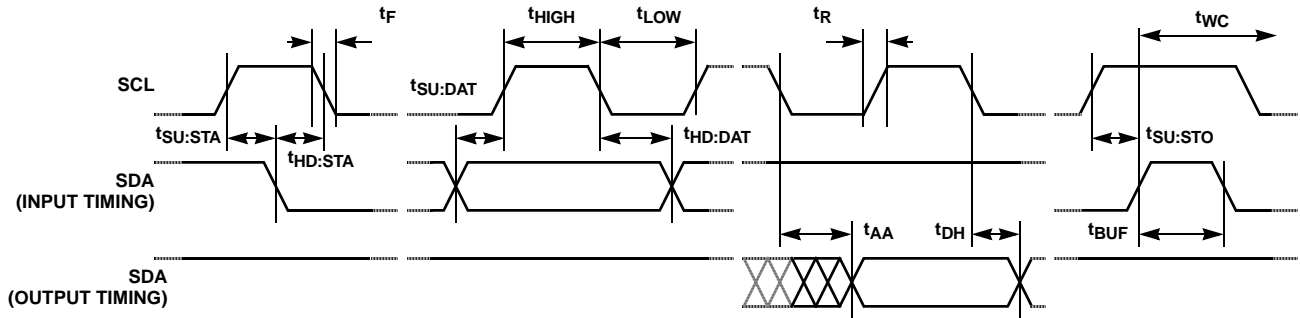 tF
tHIGH
tLOW
tR
tWC
SCL
tSU:DAT
tSU:STA
tHD:STA
tHD:DAT
tSU:STO
SDA
(INPUT TIMING)
tAA
tDH
tBUF
SDA
(OUTPUT TIMING)